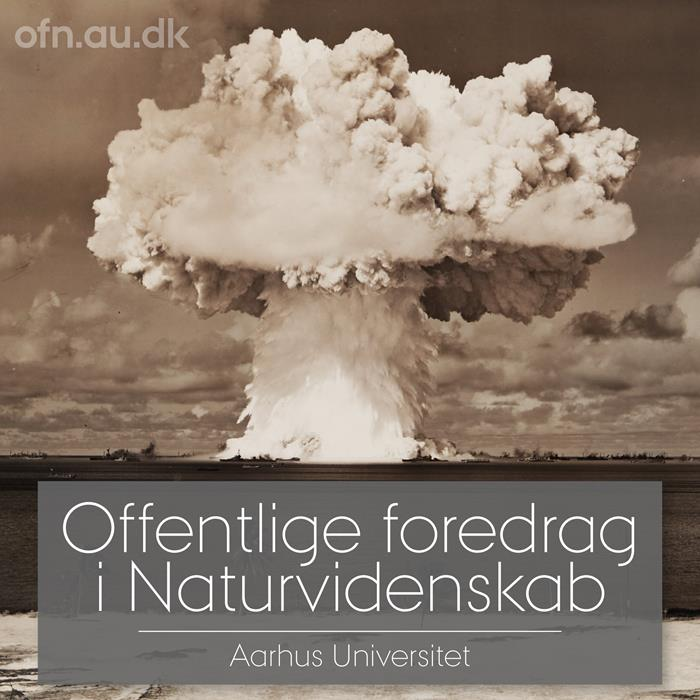 ofn.au.dk
Offentlige foredrag
i Naturvidenskab
Aarhus Universitet